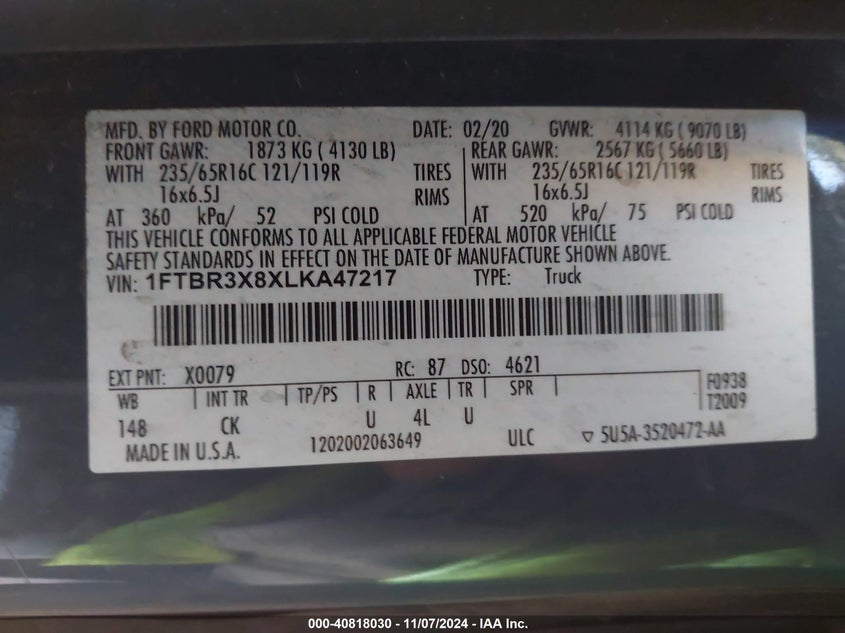 MFD. BY FORD MOTOR CO. DATE: 02/20 GVWR: 4114 KG ( 9070 LB)
FRONT GAWR: 1873 KG ( 4130 LB) REAR GAWR: 2567 KG ( 5660 LB)
WITH 235/65R16C 121/119R TIRES WITH 235/65R16C 121/119R TIRES
16x6.5J RIMS 16x6.5J RIMS
AT 360 kPa/ 52 PSI COLD AT 520 kPa/ 75 PSI COLD
THIS VEHICLE CONFORMS TO ALL APPLICABLE FEDERAL MOTOR VEHICLE
SAFETY STANDARDS IN EFFECT ON THE DATE OF MANUFACTURE SHOWN ABOVE.
VIN: 1FTBR3X8XLKA47217 TYPE: Truck
EXT PNT: X0079 RC: 87 DSO: 4621
WB INT TR TP/PS R AXLE TR SPR F0938
T2009
148 CK U 4L U
MADE IN U.S.A. 1202002063649 ULC ▽ 5U5A-3520472-AA
000-40818030 - 11/07/2024 - IAA Inc.